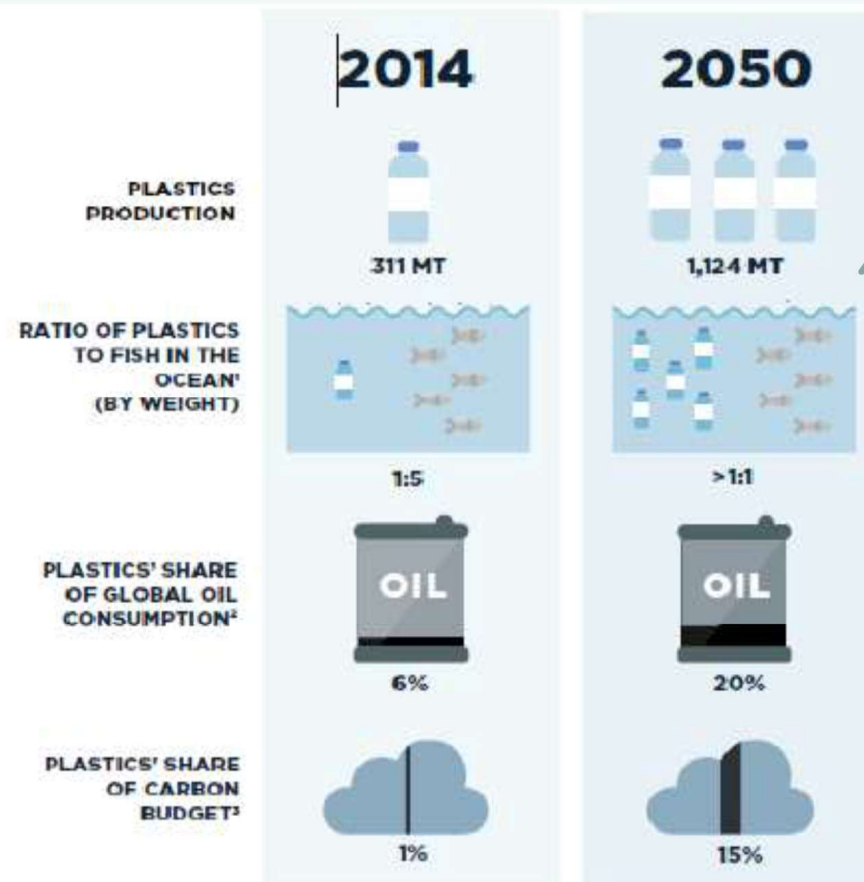 2014
2050
PLASTICS
PRODUCTION
311 MT
1,124 MT
RATIO OF PLASTICS
TO FISH IN THE
OCEAN¹
(BY WEIGHT)
1:5
>1:1
PLASTICS' SHARE
OF GLOBAL OIL
CONSUMPTION²
OIL
OIL
6%
20%
PLASTICS' SHARE
OF CARBON
BUDGET³
1%
15%